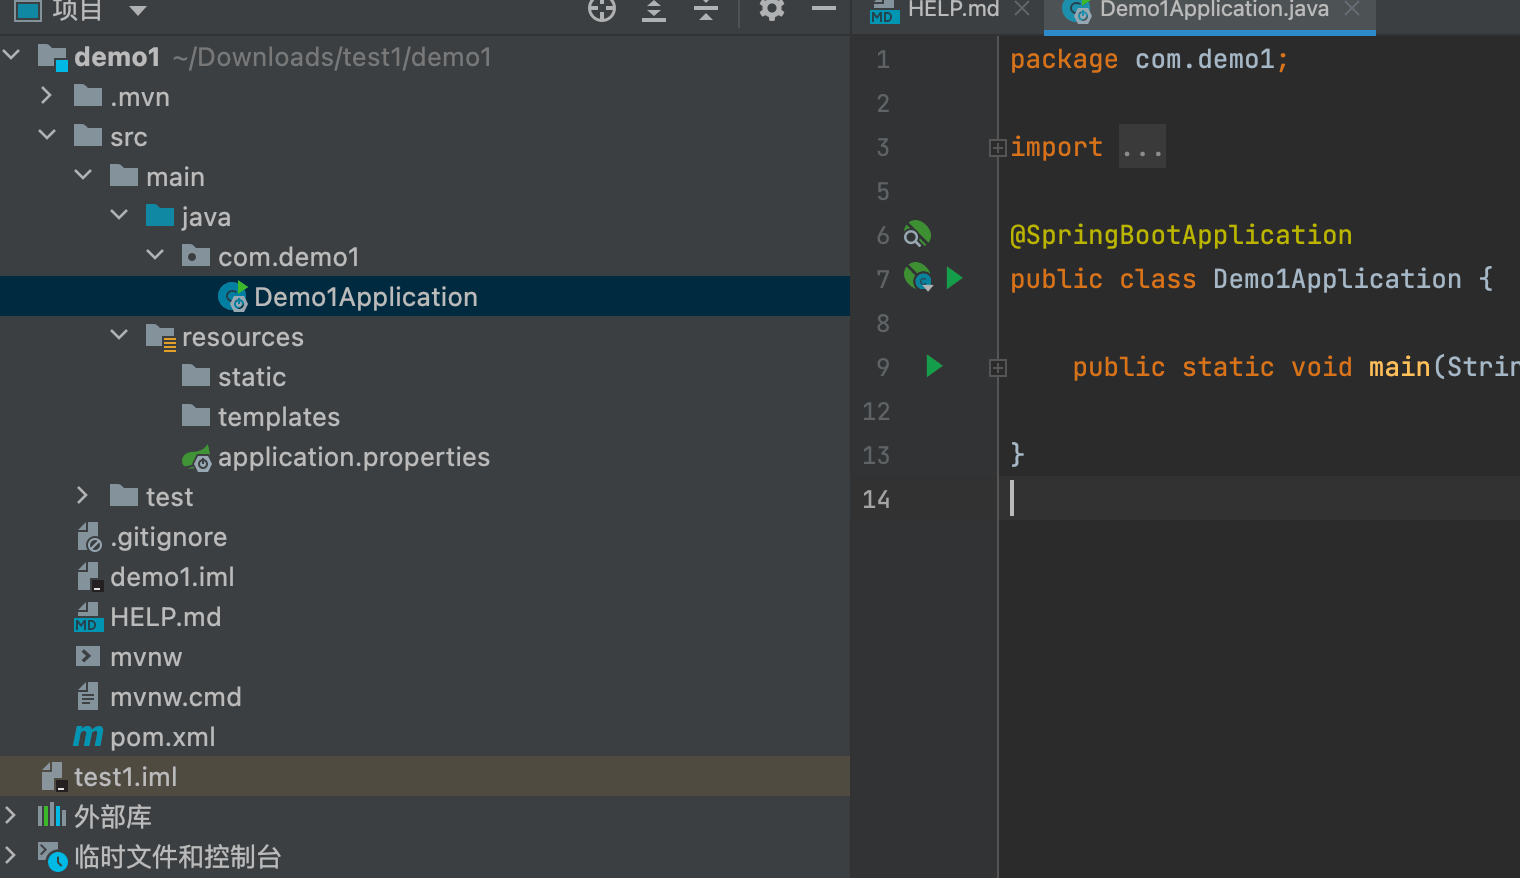 项目
demo1 ~/Downloads/test1/demo1
.mvn
src
main
java
com.demo1
Demo1Application
resources
static
templates
application.properties
test
.gitignore
demo1.iml
MD HELP.md
mvnw
mvnw.cmd
m pom.xml
test1.iml
外部库
临时文件和控制台
MD HELP.md
Demo1Application.java
1 package com.demo1;
2
3 import ...
5
6 @SpringBootApplication
7 public class Demo1Application {
8
9 public static void main(Strin
12
13 }
14